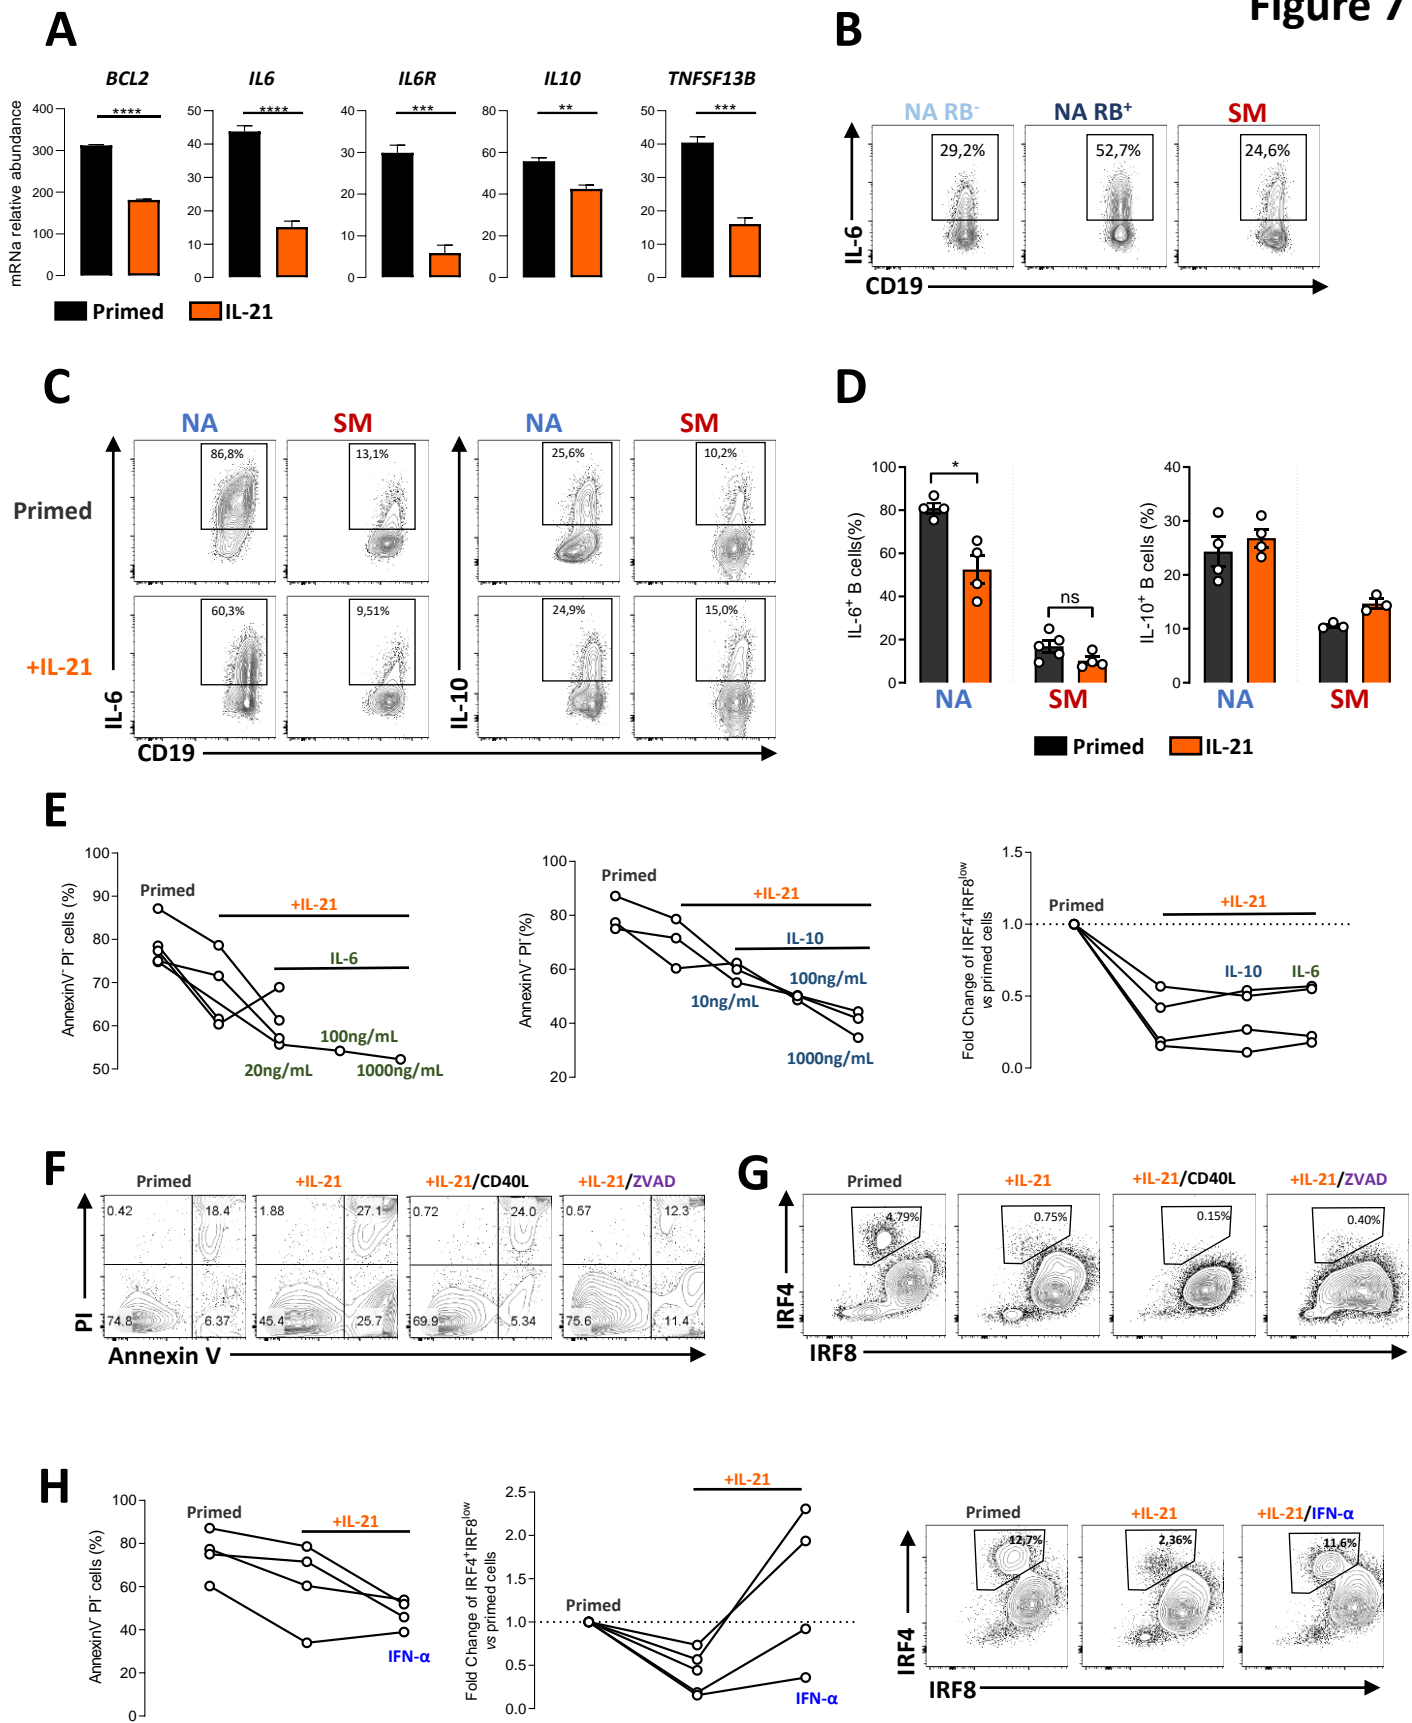 Figure 7
A
BCL2 IL6 IL6R IL10 TNFSF13B
mRNa relative abundance
400 300 200 100 0
****
50 40 30 20 10 0
****
40 30 20 10 0
***
80 60 40 20 0
**
50 40 30 20 10 0
***
Primed IL-21
B
NA RB- NA RB+ SM
29,2% 52,7% 24,6%
IL-6
CD19
C
NA SM NA SM
Primed
86,8% 13,1% 25,6% 10,2%
+IL-21
60,3% 9,51% 24,9% 15,0%
IL-6
IL-10
CD19
D
IL-6+ B cells(%)
100 80 60 40 20 0
*
ns
NA SM
IL-10+ B cells (%)
40 30 20 10 0
NA SM
Primed IL-21
E
AnnexinV- PI- cells (%)
100 90 80 70 60 50
Primed
+IL-21
IL-6
100ng/mL
20ng/mL 1000ng/mL
AnnexinV- PI-(%)
100 80 60 40 20
Primed
+IL-21
IL-10
100ng/mL
10ng/mL
1000ng/mL
Fold Change of IRF4+IRF8low
vs primed cells
1.5 1.0 0.5 0.0
Primed
+IL-21
IL-10 IL-6
F
Primed +IL-21 +IL-21/CD40L +IL-21/ZVAD
0.42 18.4 1.88 27.1 0.72 24.0 0.57 12.3
74.8 6.37 45.4 25.7 69.9 5.34 75.6 11.4
PI
Annexin V
G
Primed +IL-21 +IL-21/CD40L +IL-21/ZVAD
4.79% 0.75% 0.15% 0.40%
IRF4
IRF8
H
AnnexinV- PI- cells (%)
100 80 60 40 20 0
Primed
+IL-21
IFN-α
Fold Change of IRF4+IRF8low
vs primed cells
2.5 2.0 1.5 1.0 0.5 0.0
+IL-21
Primed
IFN-α
Primed +IL-21 +IL-21/IFN-α
12,7% 2,36% 11,6%
IRF4
IRF8